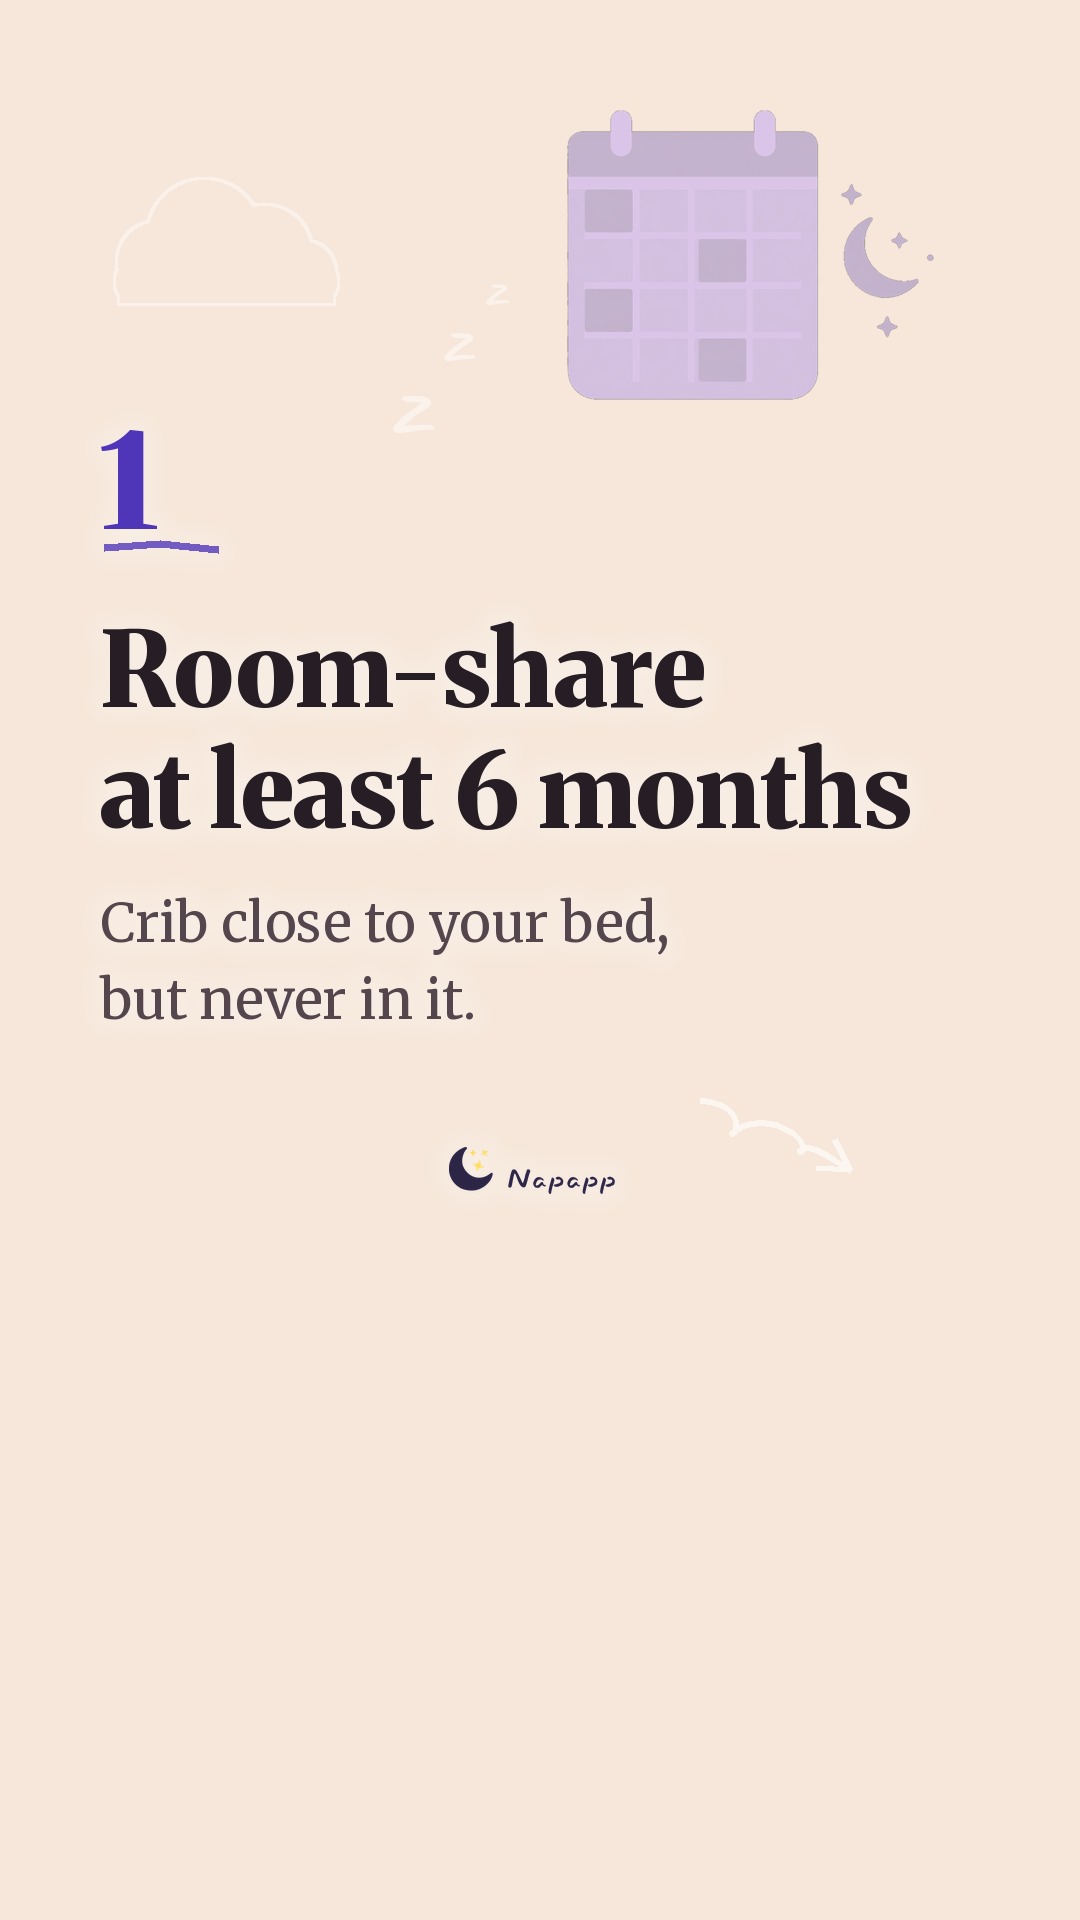 z
z
z
1
Room-share
at least 6 months
Crib close to your bed,
but never in it.
Napapp